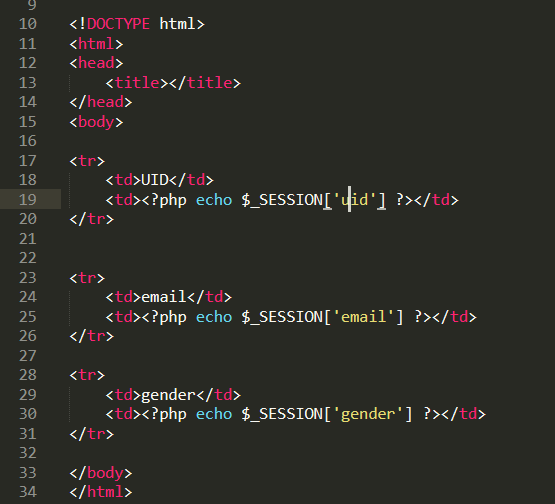 9
10 <!DOCTYPE html>
11 <html>
12 <head>
13     <title></title>
14 </head>
15 <body>
16
17 <tr>
18     <td>UID</td>
19     <td><?php echo $_SESSION['uid'] ?></td>
20 </tr>
21
22
23 <tr>
24     <td>email</td>
25     <td><?php echo $_SESSION['email'] ?></td>
26 </tr>
27
28 <tr>
29     <td>gender</td>
30     <td><?php echo $_SESSION['gender'] ?></td>
31 </tr>
32
33 </body>
34 </html>